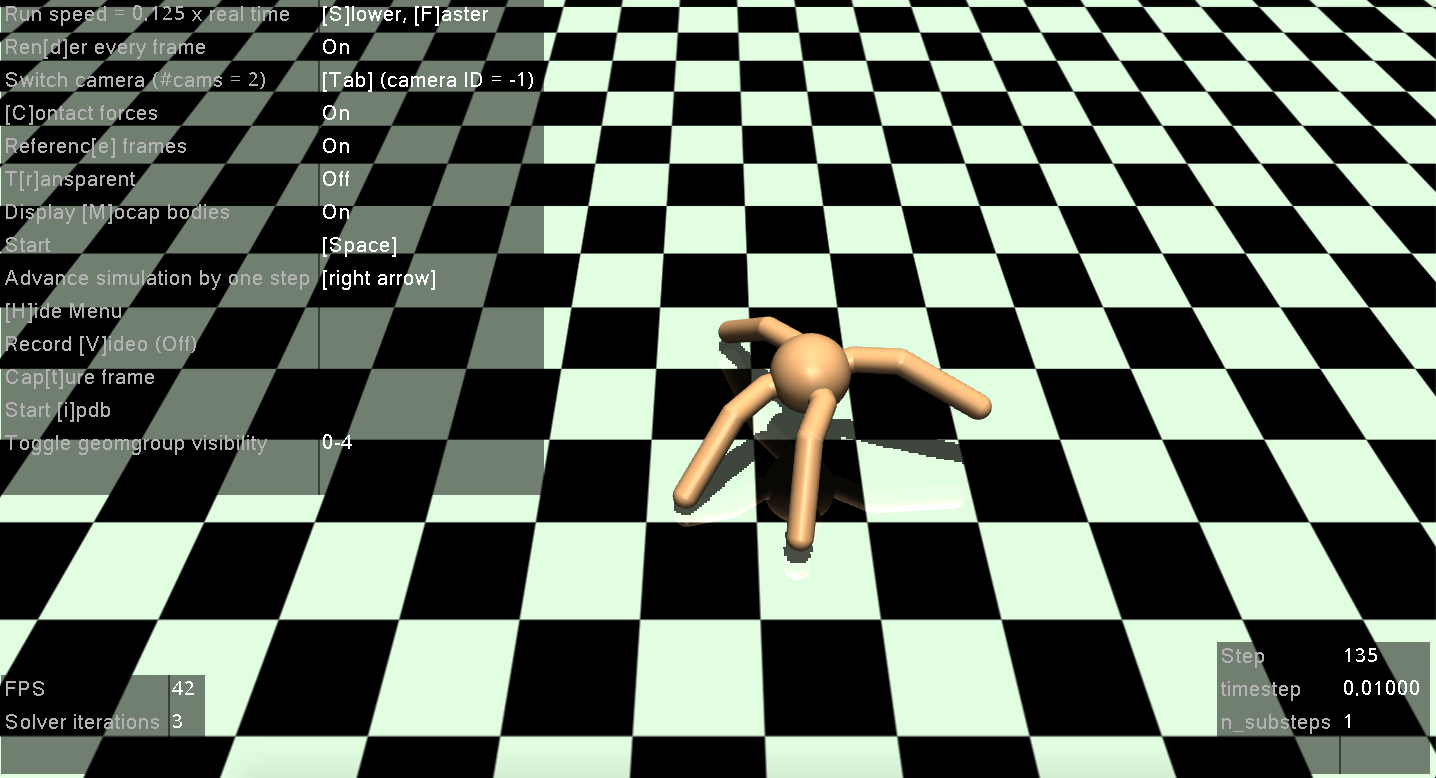 Run speed = 0.125 x real time [S]lower, [F]aster
Ren[d]er every frame On
Switch camera (#cams = 2) [Tab] (camera ID = -1)
[C]ontact forces On
Referenc[e] frames On
T[r]ansparent Off
Display [M]ocap bodies On
Start [Space]
Advance simulation by one step [right arrow]
[H]ide Menu
Record [V]ideo (Off)
Cap[t]ure frame
Start [i]pdb
Toggle geomgroup visibility 0-4
FPS 42
Solver iterations 3
Step 135
timestep 0.01000
n_substeps 1